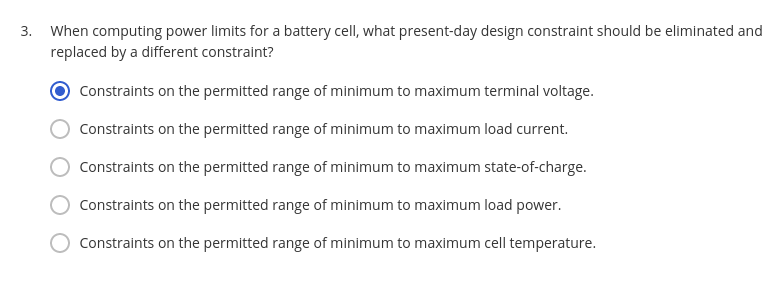 3. When computing power limits for a battery cell, what present-day design constraint should be eliminated and
replaced by a different constraint?
Constraints on the permitted range of minimum to maximum terminal voltage.
Constraints on the permitted range of minimum to maximum load current.
Constraints on the permitted range of minimum to maximum state-of-charge.
Constraints on the permitted range of minimum to maximum load power.
Constraints on the permitted range of minimum to maximum cell temperature.